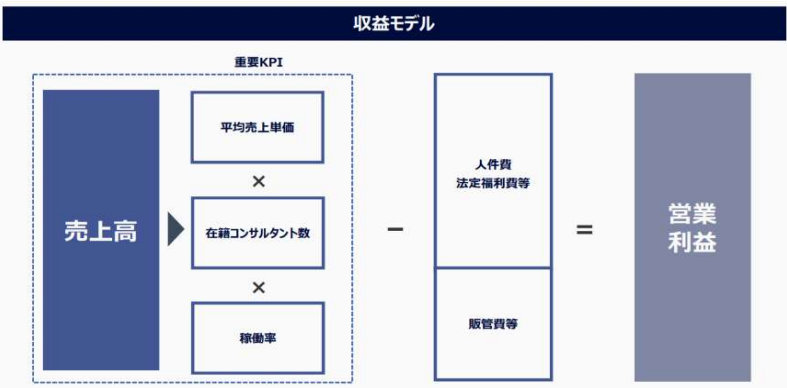 収益モデル
重要KPI
売上高
平均売上単価
×
在籍コンサルタント数
×
稼働率
−
人件費
法定福利費等
販管費等
=
営業
利益